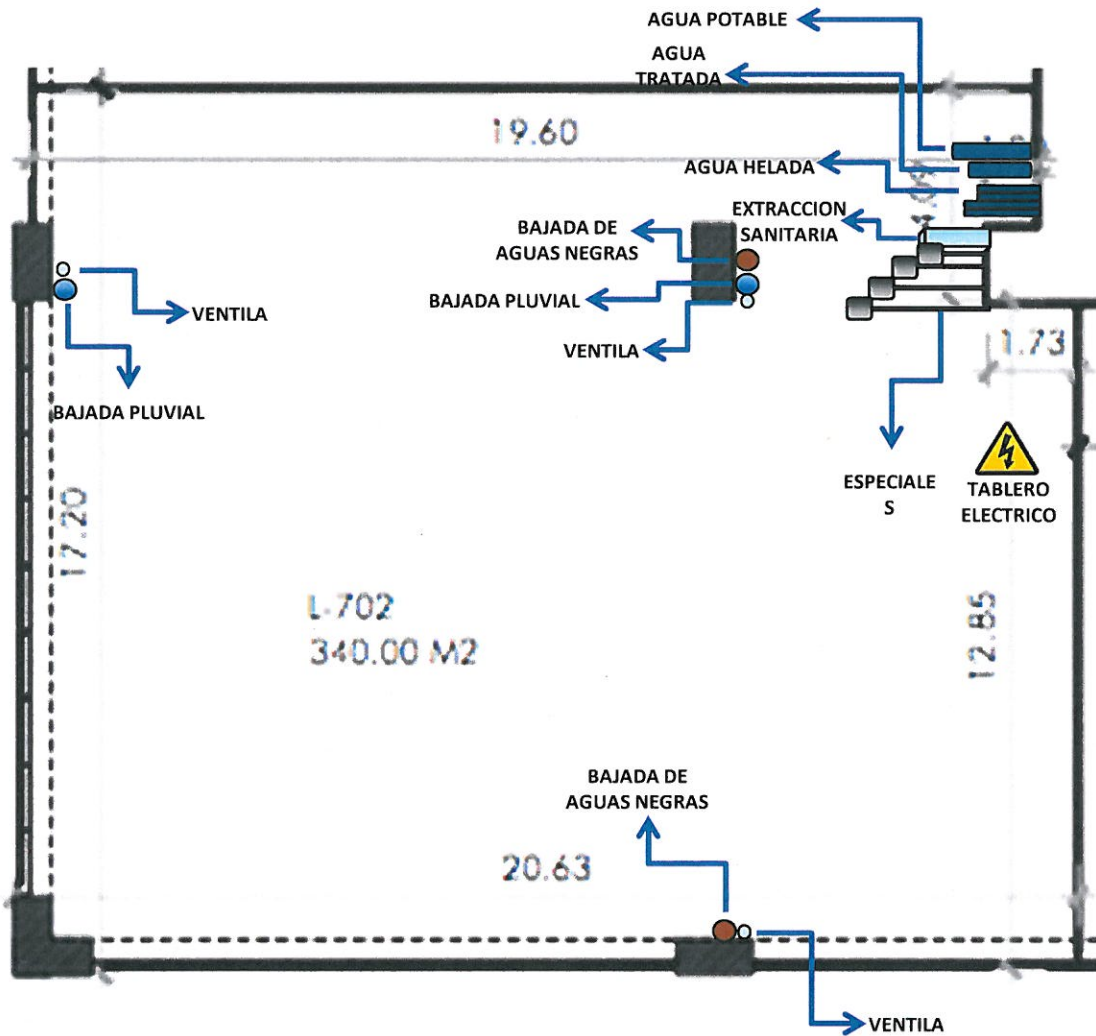 AGUA POTABLE
AGUA
TRATADA
19.60
AGUA HELADA
EXTRACCION
SANITARIA
BAJADA DE
AGUAS NEGRAS
BAJADA PLUVIAL
VENTILA
VENTILA
1.73
BAJADA PLUVIAL
ESPECIALE
S
TABLERO
ELECTRICO
17.20
L-702
340.00 M2
12.85
BAJADA DE
AGUAS NEGRAS
20.63
VENTILA